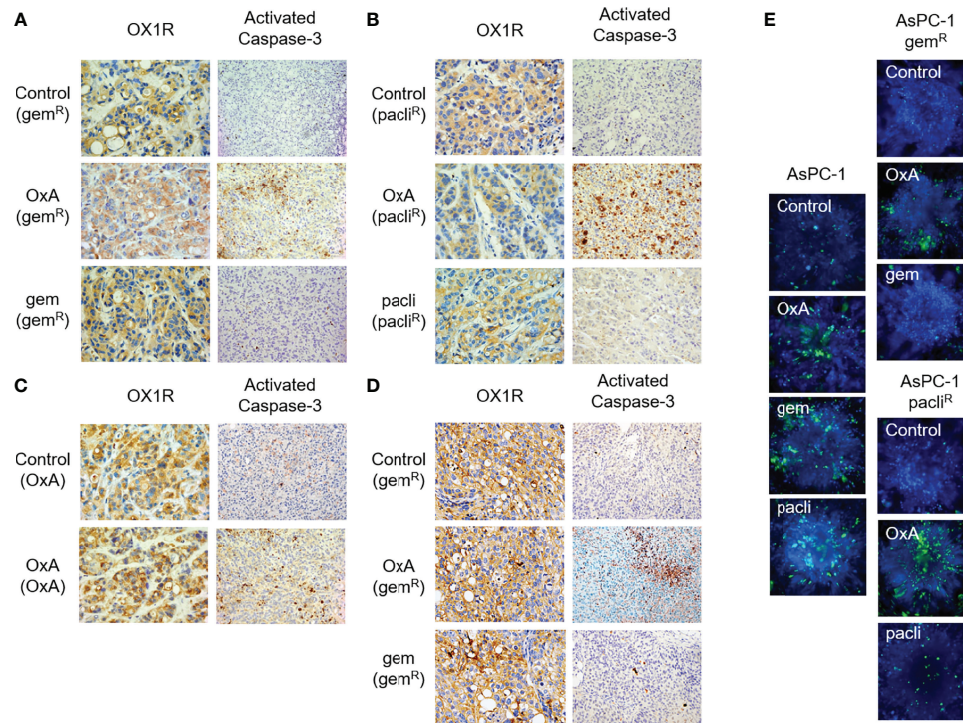 A
OX1R
Activated
Caspase-3
Control
(gemᴿ)
OxA
(gemᴿ)
gem
(gemᴿ)
B
OX1R
Activated
Caspase-3
Control
(pacliᴿ)
OxA
(pacliᴿ)
pacli
(pacliᴿ)
C
OX1R
Activated
Caspase-3
Control
(OxA)
OxA
(OxA)
D
OX1R
Activated
Caspase-3
Control
(gemᴿ)
OxA
(gemᴿ)
gem
(gemᴿ)
E
AsPC-1
Control
OxA
gem
pacli
AsPC-1
gemᴿ
Control
OxA
gem
AsPC-1
pacliᴿ
Control
OxA
pacli